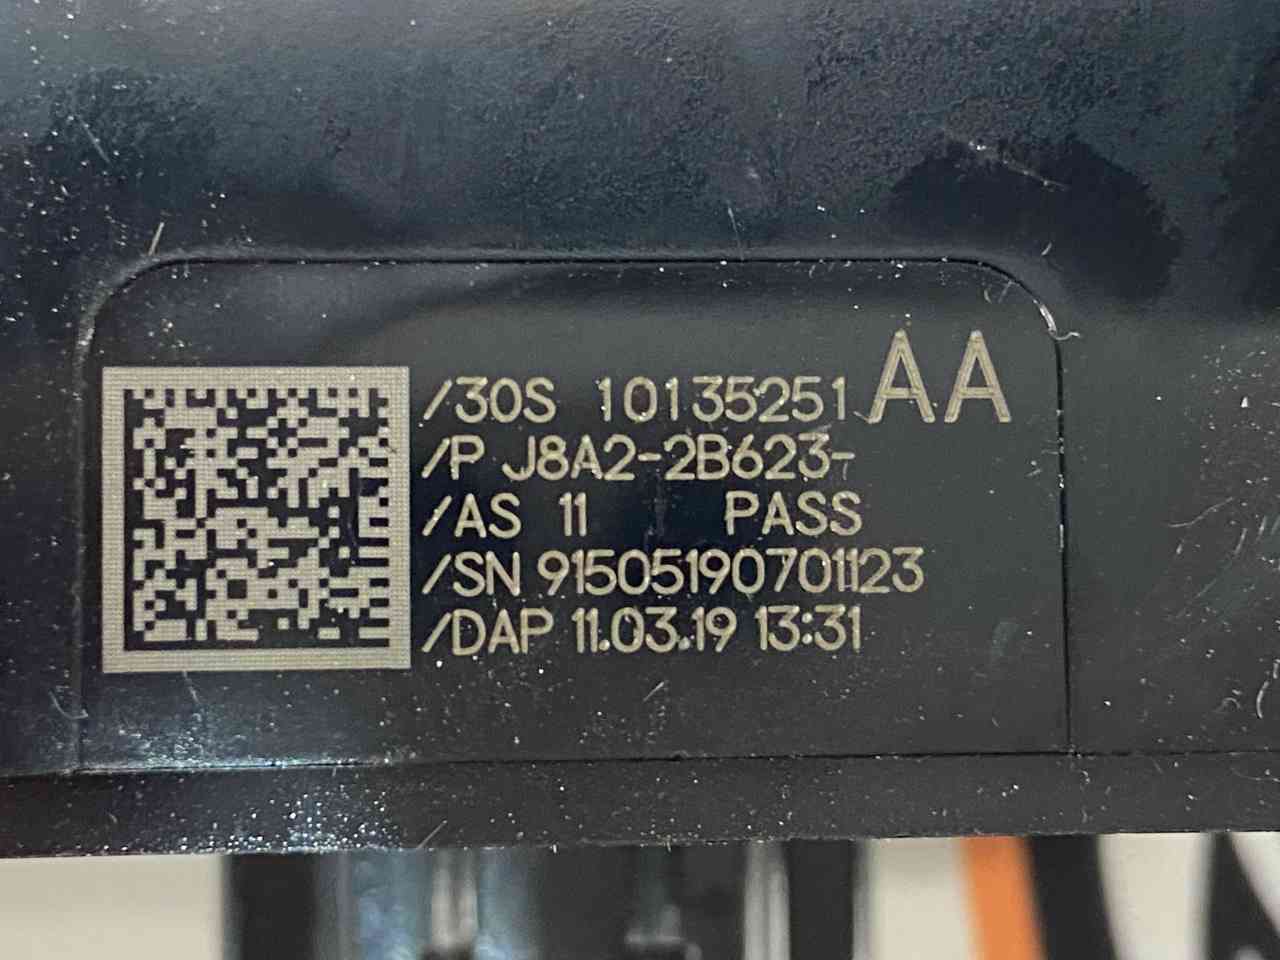 /30S 10135251 AA
/P J8A2-2B623-
/AS 11 PASS
/SN 91505190701123
/DAP 11.03.19 13:31